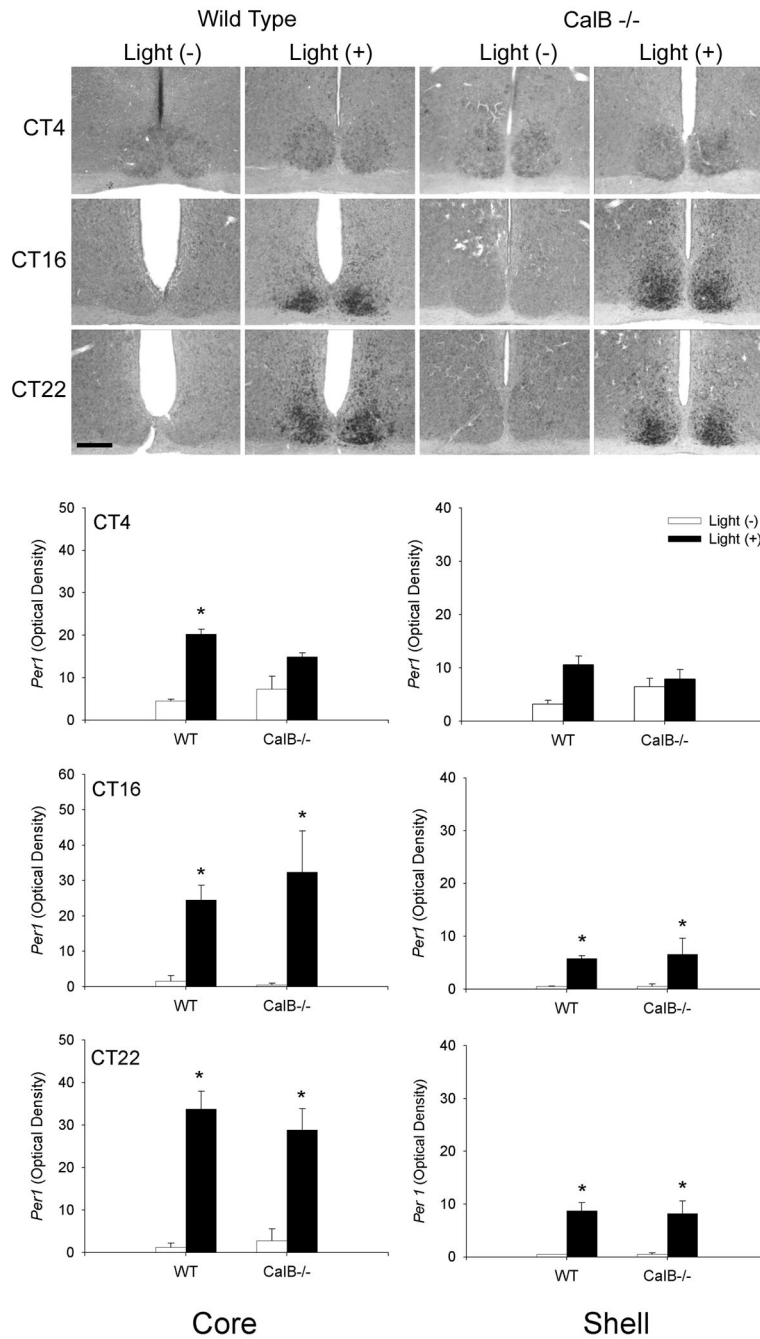 Wild Type
CalB -/-
Light (-)
Light (+)
Light (-)
Light (+)
CT4
CT16
CT22
50
40
30
20
10
0
CT4
*
Per1 (Optical Density)
WT
CalB-/-
40
30
20
10
0
Light (-)
Light (+)
Per1 (Optical Density)
WT
CalB-/-
60
50
40
30
20
10
0
CT16
*
*
Per1 (Optical Density)
WT
CalB-/-
40
30
20
10
0
*
*
Per1 (Optical Density)
WT
CalB-/-
50
40
30
20
10
0
CT22
*
*
Per1 (Optical Density)
WT
CalB-/-
40
30
20
10
0
*
*
Per 1 (Optical Density)
WT
CalB-/-
Core
Shell